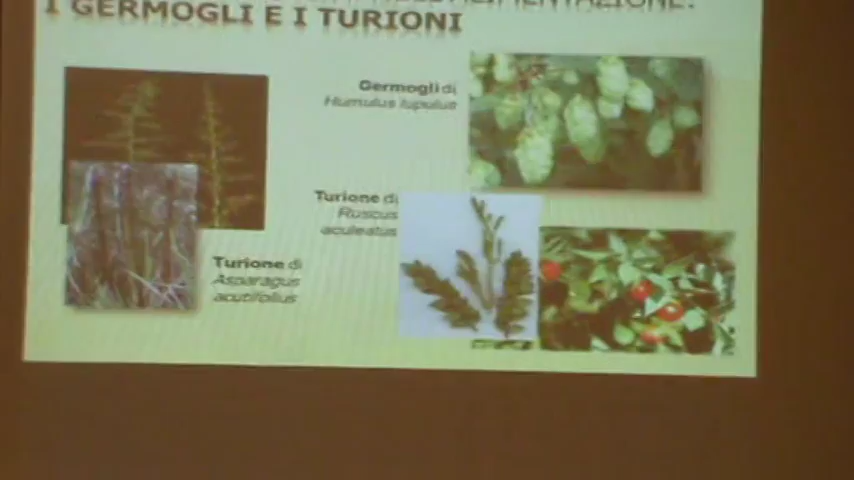 I GERMOGLI E I TURIONI
Germogli di
Humulus lupulus
Turione di
Ruscus
aculeatus
Turione di
Asparagus
acutifolius